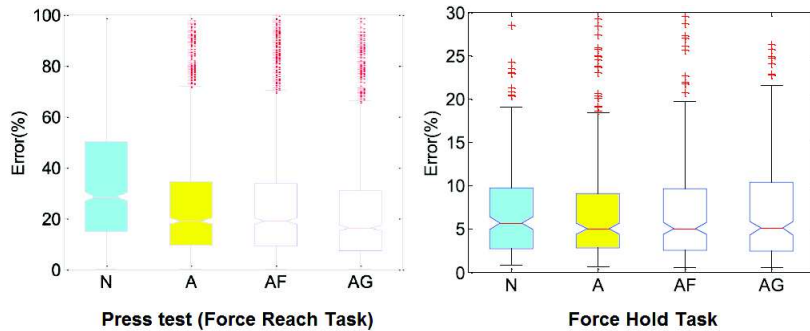 100
80
60
40
20
0
Error(%)
N A AF AG
Press test (Force Reach Task)
30
25
20
15
10
5
0
Error(%)
N A AF AG
Force Hold Task